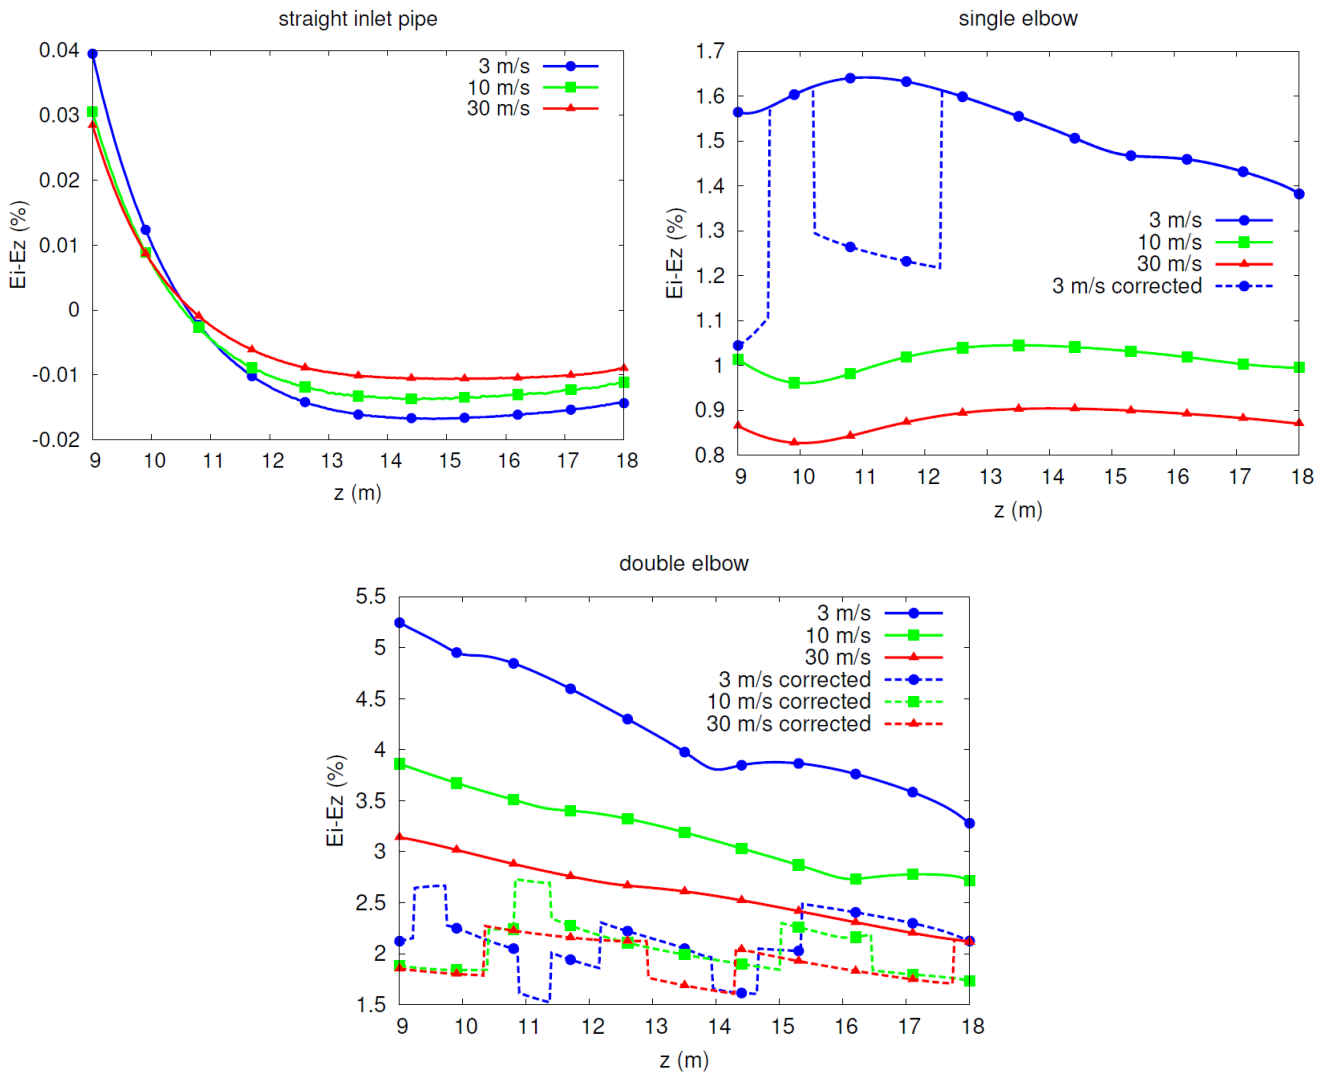 straight inlet pipe
0.04
0.03
0.02
0.01
0
-0.01
-0.02
Ei-Ez (%)
3 m/s
10 m/s
30 m/s
9 10 11 12 13 14 15 16 17 18
z (m)
single elbow
1.7
1.6
1.5
1.4
1.3
1.2
1.1
1
0.9
0.8
Ei-Ez (%)
3 m/s
10 m/s
30 m/s
3 m/s corrected
9 10 11 12 13 14 15 16 17 18
z (m)
double elbow
5.5
5
4.5
4
3.5
3
2.5
2
1.5
Ei-Ez (%)
3 m/s
10 m/s
30 m/s
3 m/s corrected
10 m/s corrected
30 m/s corrected
9 10 11 12 13 14 15 16 17 18
z (m)